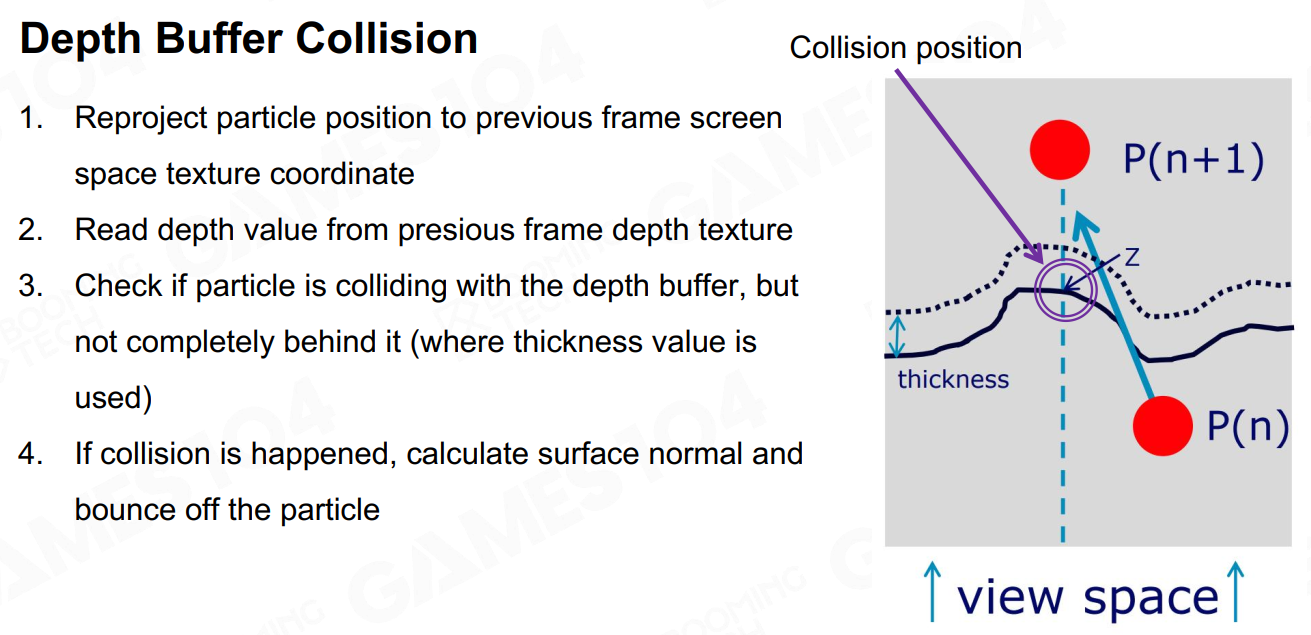 Depth Buffer Collision
1. Reproject particle position to previous frame screen
space texture coordinate
2. Read depth value from presious frame depth texture
3. Check if particle is colliding with the depth buffer, but
not completely behind it (where thickness value is
used)
4. If collision is happened, calculate surface normal and
bounce off the particle
Collision position
P(n+1)
Z
thickness
P(n)
view space
GAMES104